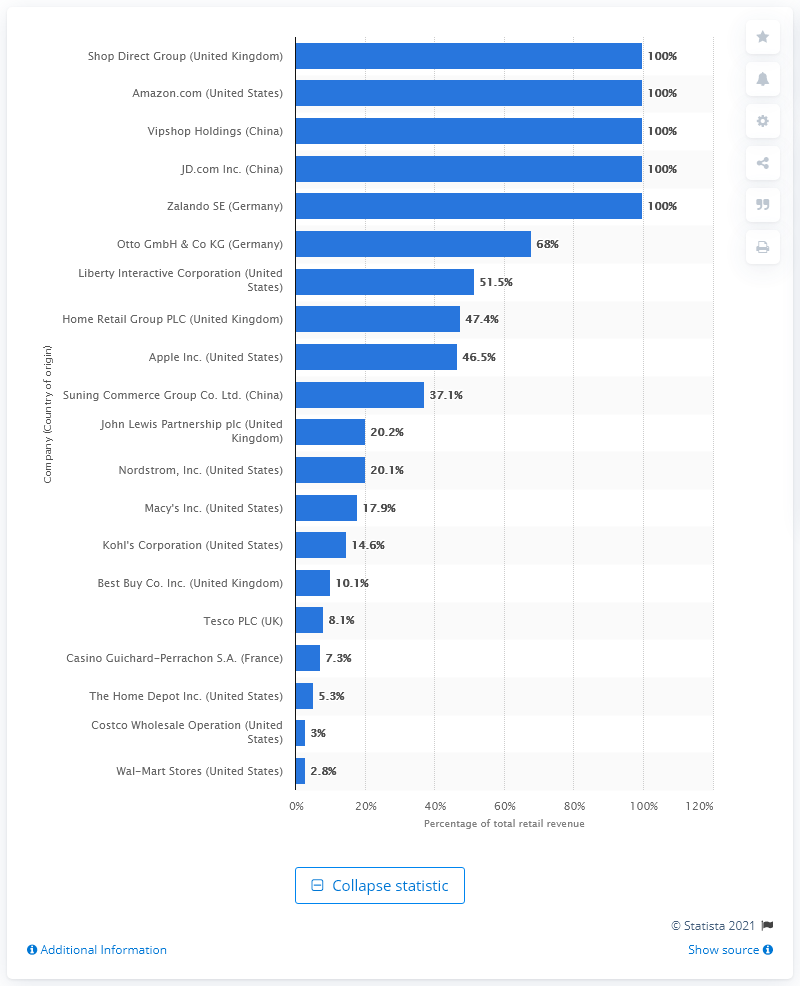 Shop Direct Group (United Kingdom) 100%
Amazon.com (United States) 100%
Vipshop Holdings (China) 100%
JD.com Inc. (China) 100%
Zalando SE (Germany) 100%
Otto GmbH & Co KG (Germany) 68%
Liberty Interactive Corporation (United
States) 51.5%
Home Retail Group PLC (United Kingdom) 47.4%
Apple Inc. (United States) 46.5%
Suning Commerce Group Co. Ltd. (China) 37.1%
John Lewis Partnership plc (United
Kingdom) 20.2%
Nordstrom, Inc. (United States) 20.1%
Macy's Inc. (United States) 17.9%
Kohl's Corporation (United States) 14.6%
Best Buy Co. Inc. (United Kingdom) 10.1%
Tesco PLC (UK) 8.1%
Casino Guichard-Perrachon S.A. (France) 7.3%
The Home Depot Inc. (United States) 5.3%
Costco Wholesale Operation (United
States) 3%
Wal-Mart Stores (United States) 2.8%
Company (Country of origin)
0% 20% 40% 60% 80% 100% 120%
Percentage of total retail revenue
Collapse statistic
© Statista 2021
Additional Information
Show source